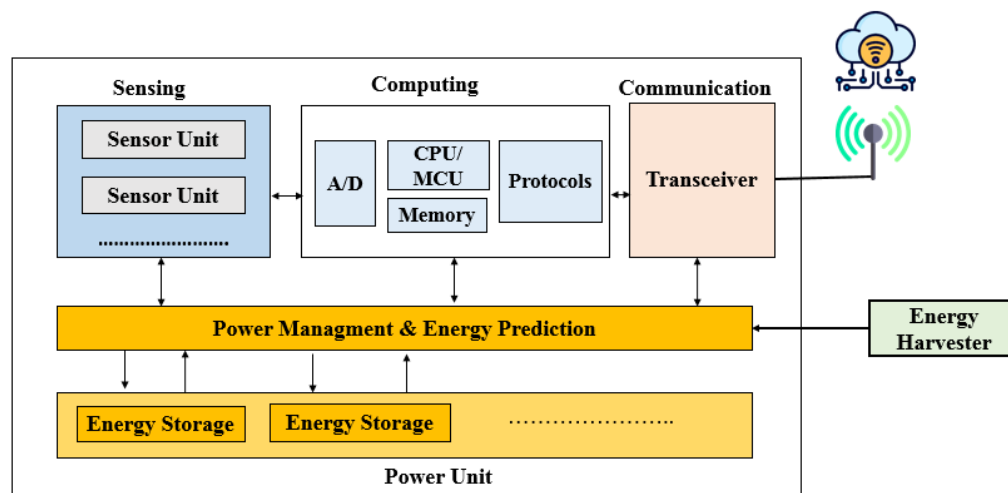 Sensing
Computing
Communication
Sensor Unit
Sensor Unit
............................
A/D
CPU/
MCU
Memory
Protocols
Transceiver
Power Managment & Energy Prediction
Energy
Harvester
Energy Storage
Energy Storage
............................
Power Unit